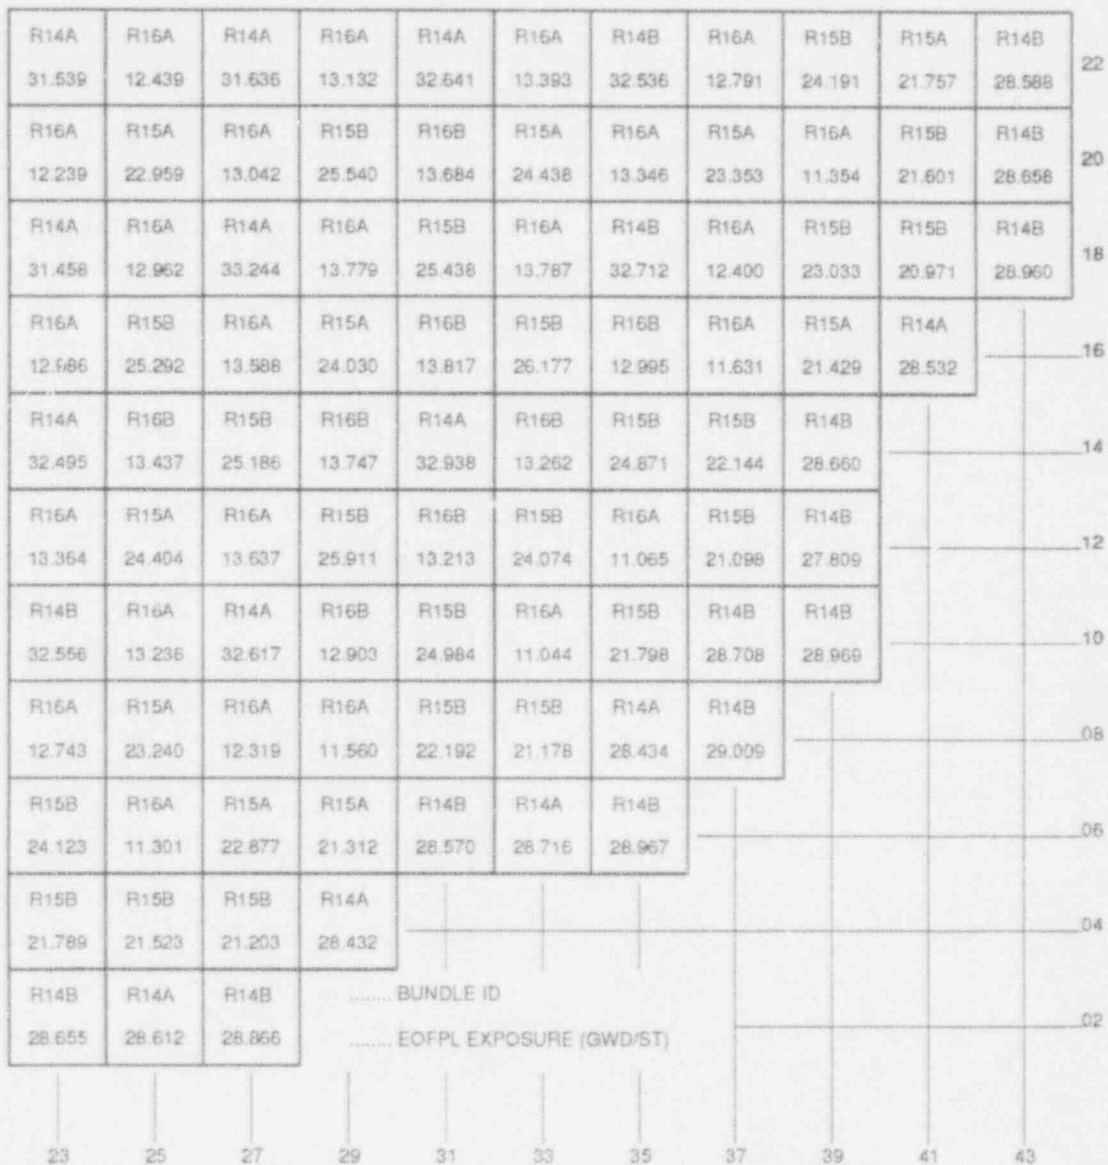 R14A R16A R14A R16A R14A R16A R14B R16A R15B R15A R14B
31.539 12.439 31.636 13.132 32.641 13.393 32.536 12.791 24.191 21.757 28.588
22
R16A R15A R16A R15B R16B R15A R16A R15A R16A R15B R14B
12.239 22.959 13.042 25.540 13.684 24.438 13.346 23.353 11.354 21.601 28.658
20
R14A R16A R14A R16A R15B R16A R14B R16A R15B R15B R14B
31.458 12.962 33.244 13.779 25.438 13.787 32.712 12.400 23.033 20.971 28.960
18
R16A R15B R16A R15A R16B R15B R16B R16A R15A R14A
12.986 25.292 13.588 24.030 13.817 26.177 12.995 11.631 21.429 28.532
16
R14A R16B R15B R16B R14A R16B R15B R15B R14B
32.495 13.437 25.186 13.747 32.938 13.262 24.871 22.144 28.660
14
R16A R15A R16A R15B R16B R15B R16A R15B R14B
13.364 24.404 13.637 25.911 13.213 24.074 11.065 21.098 27.809
12
R14B R16A R14A R16B R15B R16A R15B R14B R14B
32.556 13.236 32.617 12.903 24.984 11.044 21.798 28.708 28.969
10
R16A R15A R16A R16A R15B R15B R14A R14B
12.743 23.240 12.319 11.560 22.192 21.178 28.434 29.009
08
R15B R16A R15A R15A R14B R14A R14B
24.123 11.301 22.877 21.312 28.570 28.716 28.967
06
R15B R15B R15B R14A
21.789 21.523 21.203 28.432
04
R14B R14A R14B ........ BUNDLE ID
28.655 28.612 28.866 ........ EOFPL EXPOSURE (GWD/ST)
02
23 25 27 29 31 33 35 37 39 41 43